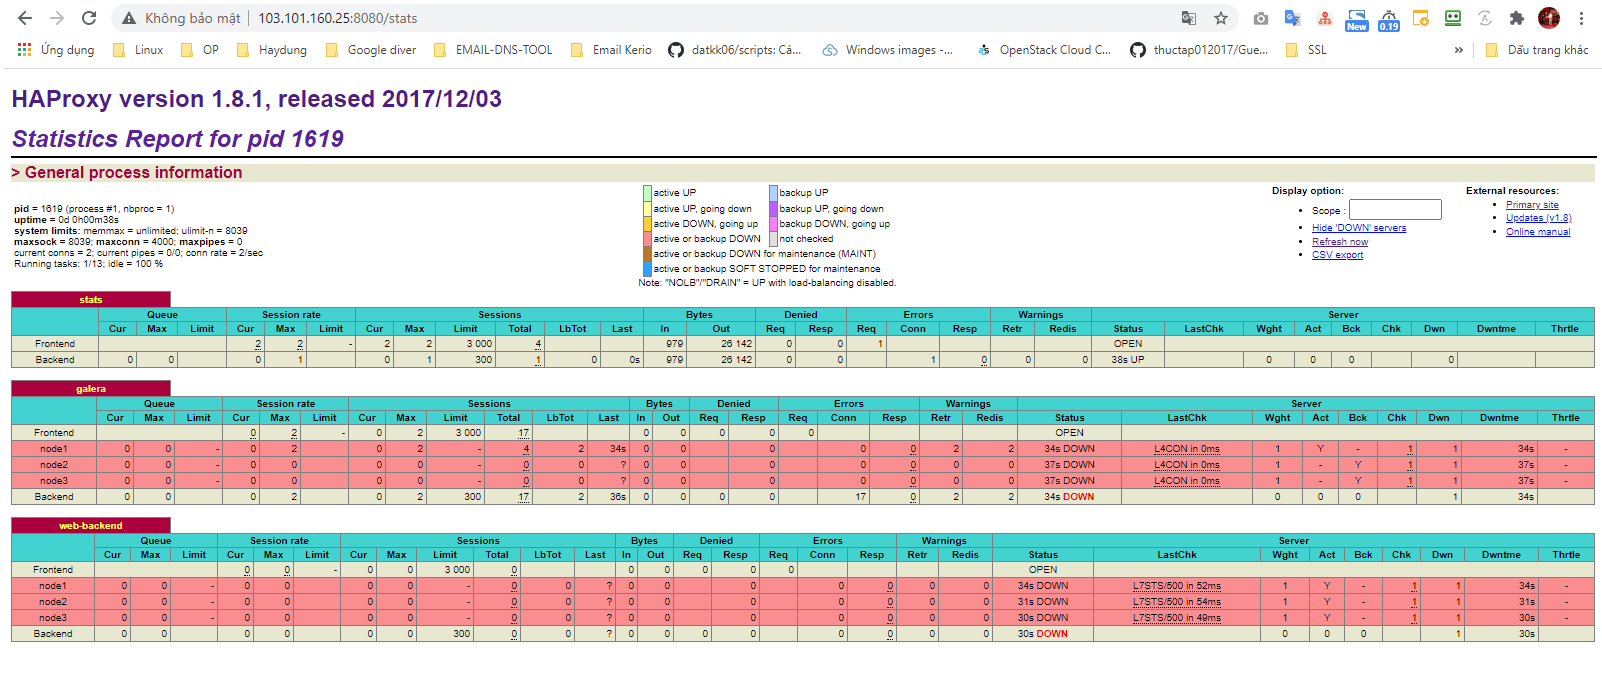 Không bảo mật | 103.101.160.25:8080/stats
New 0.19
Ứng dụng Linux OP Haydung Google diver EMAIL-DNS-TOOL Email Kerio datkk06/scripts: Cá... Windows images -... OpenStack Cloud C... thuctap012017/Gue... SSL » Dấu trang khác
HAProxy version 1.8.1, released 2017/12/03
Statistics Report for pid 1619
> General process information
pid = 1619 (process #1, nbproc = 1)
uptime = 0d 0h00m38s
system limits: memmax = unlimited; ulimit-n = 8039
maxsock = 8039; maxconn = 4000; maxpipes = 0
current conns = 2; current pipes = 0/0; conn rate = 2/sec
Running tasks: 1/13; idle = 100 %
active UP backup UP
active UP, going down backup UP, going down
active DOWN, going up backup DOWN, going up
active or backup DOWN not checked
active or backup DOWN for maintenance (MAINT)
active or backup SOFT STOPPED for maintenance
Note: "NOLB"/"DRAIN" = UP with load-balancing disabled.
Display option:
• Scope :
• Hide 'DOWN' servers
• Refresh now
• CSV export
External resources:
• Primary site
• Updates (v1.8)
• Online manual
stats
Queue Session rate Sessions Bytes Denied Errors Warnings Server
Cur Max Limit Cur Max Limit Cur Max Limit Total LbTot Last In Out Req Resp Req Conn Resp Retr Redis Status LastChk Wght Act Bck Chk Dwn Dwntme Thrtle
Frontend 2 2 - 2 2 3 000 4 979 26 142 0 0 1 OPEN
Backend 0 0 0 1 0 1 300 1 0 0s 979 26 142 0 0 1 0 0 0 38s UP 0 0 0 0
galera
Queue Session rate Sessions Bytes Denied Errors Warnings Server
Cur Max Limit Cur Max Limit Cur Max Limit Total LbTot Last In Out Req Resp Req Conn Resp Retr Redis Status LastChk Wght Act Bck Chk Dwn Dwntme Thrtle
Frontend 0 2 - 0 2 3 000 17 0 0 0 0 0 OPEN
node1 0 0 - 0 2 0 2 - 4 2 34s 0 0 0 0 0 2 2 34s DOWN L4CON in 0ms 1 Y - 1 1 34s -
node2 0 0 - 0 0 0 0 - 0 0 ? 0 0 0 0 0 0 0 37s DOWN L4CON in 0ms 1 - Y 1 1 37s -
node3 0 0 - 0 0 0 0 - 0 0 ? 0 0 0 0 0 0 0 37s DOWN L4CON in 0ms 1 - Y 1 1 37s -
Backend 0 0 0 2 0 2 300 17 2 36s 0 0 0 0 17 0 2 2 34s DOWN 0 0 0 1 34s
web-backend
Queue Session rate Sessions Bytes Denied Errors Warnings Server
Cur Max Limit Cur Max Limit Cur Max Limit Total LbTot Last In Out Req Resp Req Conn Resp Retr Redis Status LastChk Wght Act Bck Chk Dwn Dwntme Thrtle
Frontend 0 0 - 0 0 3 000 0 0 0 0 0 0 OPEN
node1 0 0 - 0 0 0 0 - 0 0 ? 0 0 0 0 0 0 0 34s DOWN L7STS/500 in 52ms 1 Y - 1 1 34s -
node2 0 0 - 0 0 0 0 - 0 0 ? 0 0 0 0 0 0 0 31s DOWN L7STS/500 in 54ms 1 Y - 1 1 31s -
node3 0 0 - 0 0 0 0 - 0 0 ? 0 0 0 0 0 0 0 30s DOWN L7STS/500 in 49ms 1 Y - 1 1 30s -
Backend 0 0 0 0 0 0 300 0 0 ? 0 0 0 0 0 0 0 0 30s DOWN 0 0 0 1 30s